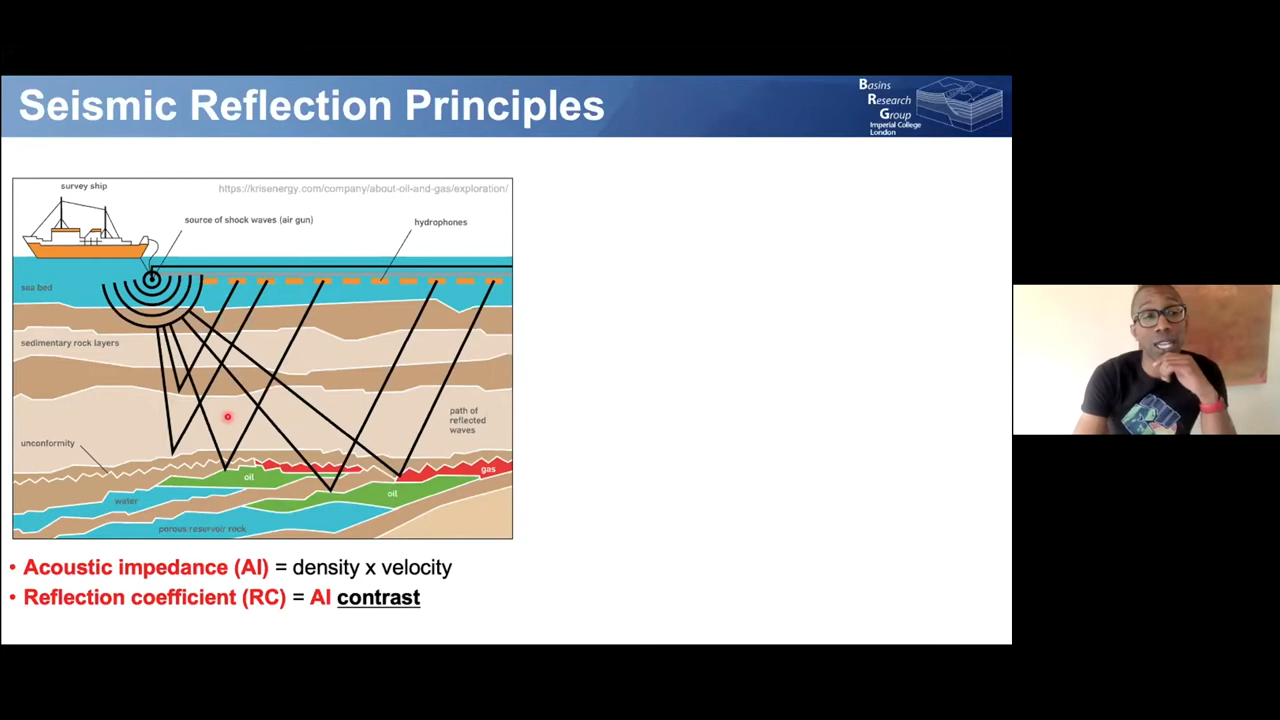 Seismic Reflection Principles
Basins
Research
Group
Imperial College
London
survey ship
https://krisenergy.com/company/about-oil-and-gas/exploration/
source of shock waves (air gun)
hydrophones
sea bed
sedimentary rock layers
path of
reflected
waves
unconformity
oil
gas
oil
water
porous reservoir rock
• Acoustic impedance (AI) = density x velocity
• Reflection coefficient (RC) = AI contrast